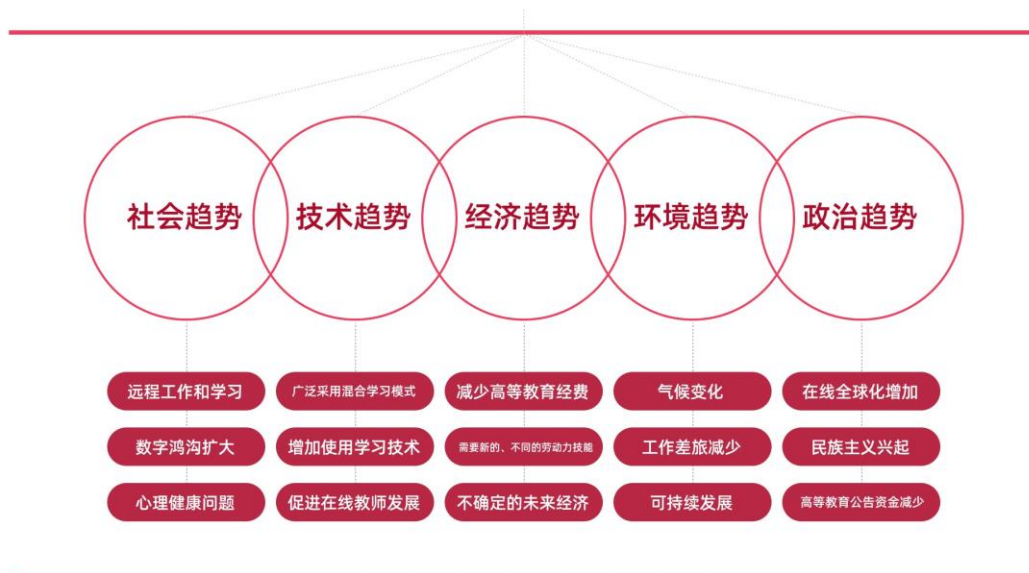 社会趋势
技术趋势
经济趋势
环境趋势
政治趋势
远程工作和学习
广泛采用混合学习模式
减少高等教育经费
气候变化
在线全球化增加
数字鸿沟扩大
增加使用学习技术
需要新的、不同的劳动力技能
工作差旅减少
民族主义兴起
心理健康问题
促进在线教师发展
不确定的未来经济
可持续发展
高等教育公告资金减少